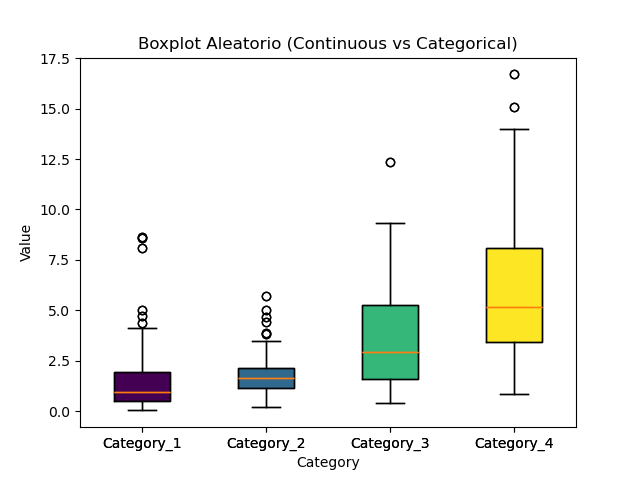 Boxplot Aleatorio (Continuous vs Categorical)
17.5
15.0
12.5
10.0
7.5
5.0
2.5
0.0
Value
Category_1 Category_2 Category_3 Category_4
Category